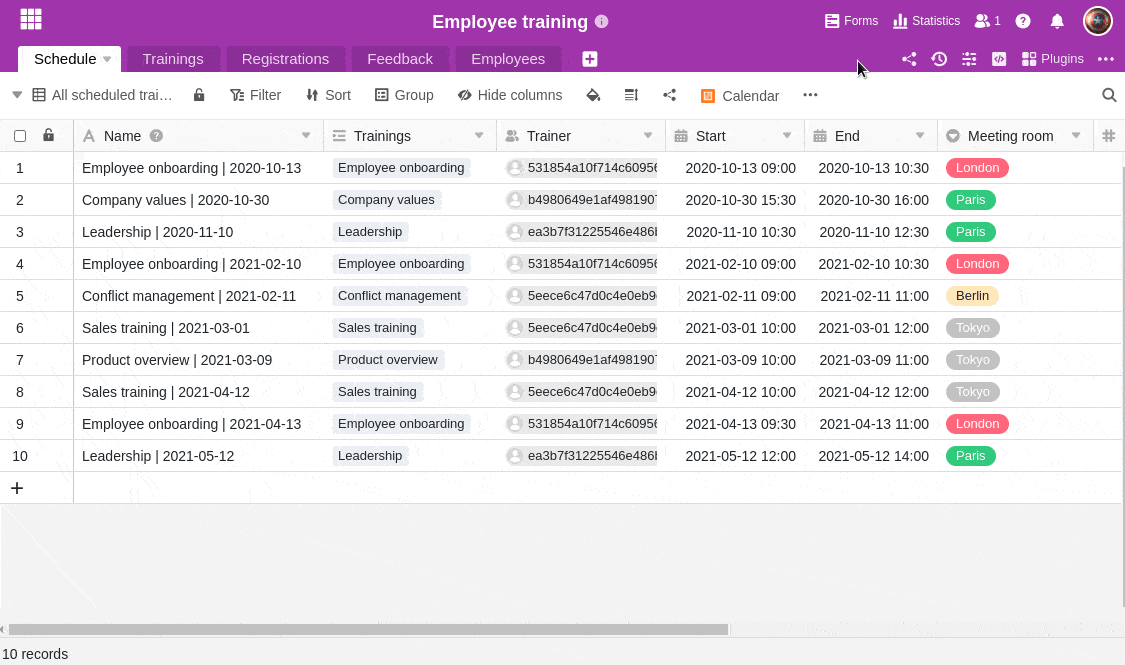 Employee training
Forms Statistics 1
Schedule Trainings Registrations Feedback Employees Plugins
All scheduled trai… Filter Sort Group Hide columns Calendar
Name Trainings Trainer Start End Meeting room
1 Employee onboarding | 2020-10-13 Employee onboarding 531854a10f714c60956 2020-10-13 09:00 2020-10-13 10:30 London
2 Company values | 2020-10-30 Company values b4980649e1af498190 2020-10-30 15:30 2020-10-30 16:00 Paris
3 Leadership | 2020-11-10 Leadership ea3b7f31225546e486 2020-11-10 10:30 2020-11-10 12:30 Paris
4 Employee onboarding | 2021-02-10 Employee onboarding 531854a10f714c60956 2021-02-10 09:00 2021-02-10 10:30 London
5 Conflict management | 2021-02-11 Conflict management 5eece6c47d0c4e0eb9 2021-02-11 09:00 2021-02-11 11:00 Berlin
6 Sales training | 2021-03-01 Sales training 5eece6c47d0c4e0eb9 2021-03-01 10:00 2021-03-01 12:00 Tokyo
7 Product overview | 2021-03-09 Product overview b4980649e1af498190 2021-03-09 10:00 2021-03-09 11:00 Tokyo
8 Sales training | 2021-04-12 Sales training 5eece6c47d0c4e0eb9 2021-04-12 10:00 2021-04-12 12:00 Tokyo
9 Employee onboarding | 2021-04-13 Employee onboarding 531854a10f714c60956 2021-04-13 09:30 2021-04-13 11:00 London
10 Leadership | 2021-05-12 Leadership ea3b7f31225546e486 2021-05-12 12:00 2021-05-12 14:00 Paris
10 records